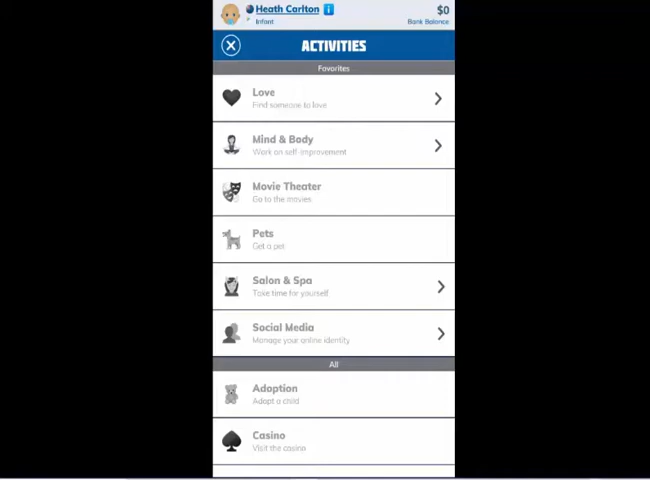 Heath Carlton i
$0
Infant
Bank Balance
ACTIVITIES
Favorites
Love
Find someone to love
Mind & Body
Work on self-improvement
Movie Theater
Go to the movies
Pets
Get a pet
Salon & Spa
Take time for yourself
Social Media
Manage your online identity
All
Adoption
Adopt a child
Casino
Visit the casino